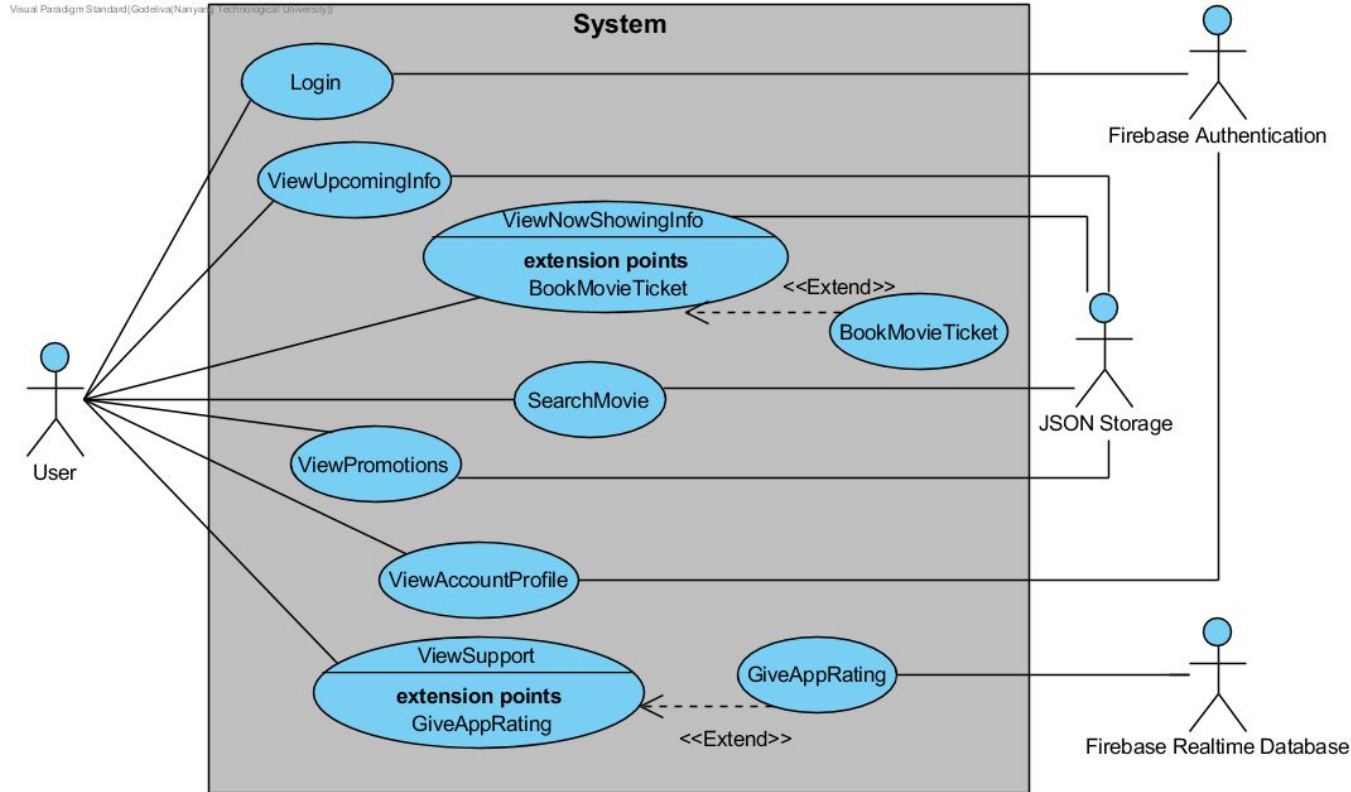 Visual Paradigm Standard(Godeliva(Nanyang Technological University))
System
Login
Firebase Authentication
ViewUpcomingInfo
ViewNowShowingInfo
extension points
BookMovieTicket
<<Extend>>
BookMovieTicket
SearchMovie
JSON Storage
User
ViewPromotions
ViewAccountProfile
ViewSupport
extension points
GiveAppRating
<<Extend>>
GiveAppRating
Firebase Realtime Database